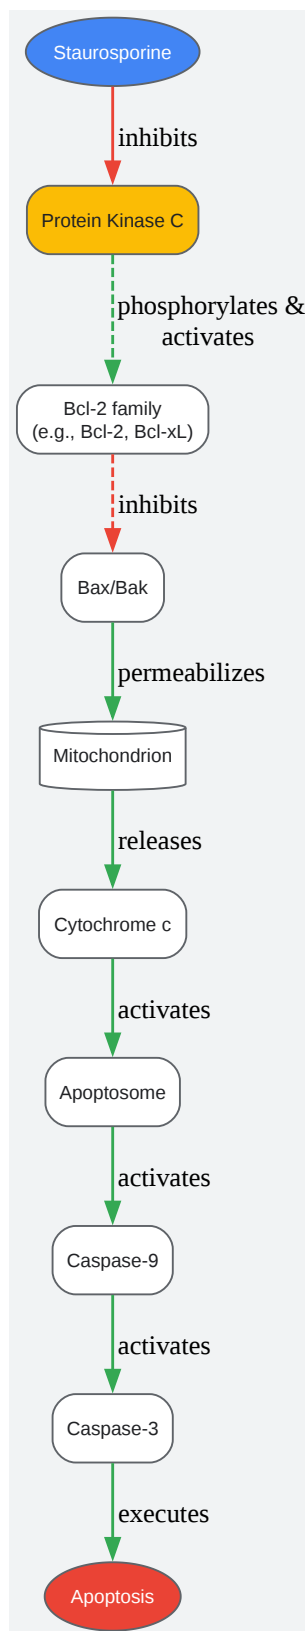 Staurosporine
inhibits
Protein Kinase C
phosphorylates &
activates
Bcl-2 family
(e.g., Bcl-2, Bcl-xL)
inhibits
Bax/Bak
permeabilizes
Mitochondrion
releases
Cytochrome c
activates
Apoptosome
activates
Caspase-9
activates
Caspase-3
executes
Apoptosis